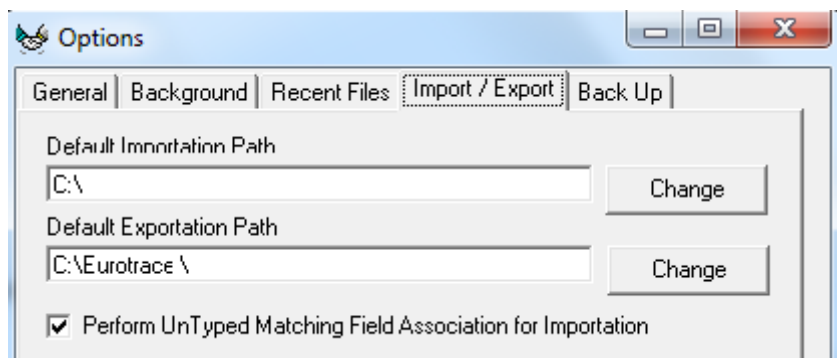 Options
General Background Recent Files Import / Export Back Up
Default Importation Path
C:\ Change
Default Exportation Path
C:\Eurotrace \ Change
Perform UnTyped Matching Field Association for Importation